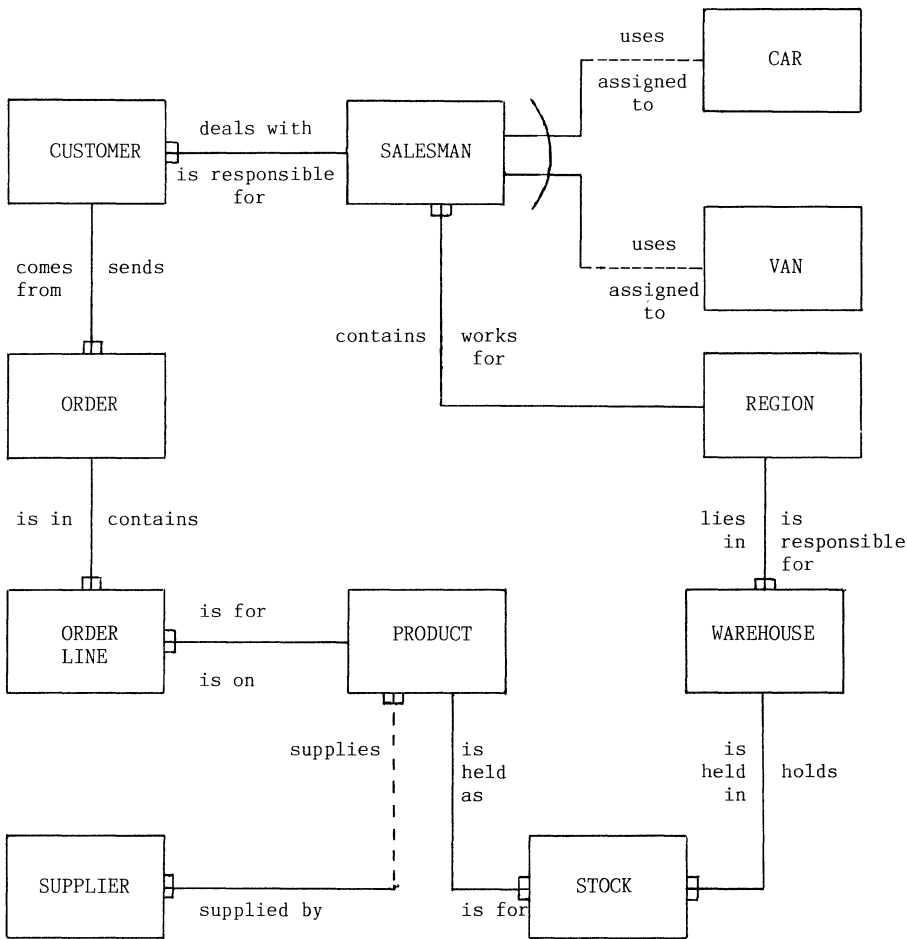 uses
CAR
assigned
to
deals with
CUSTOMER
SALESMAN
is responsible
for
uses
VAN
assigned
to
comes
from
sends
contains
works
for
ORDER
REGION
is in
contains
lies
in
is
responsible
for
is for
ORDER
LINE
PRODUCT
WAREHOUSE
is on
supplies
is
held
as
is
held
in
holds
SUPPLIER
STOCK
supplied by
is for